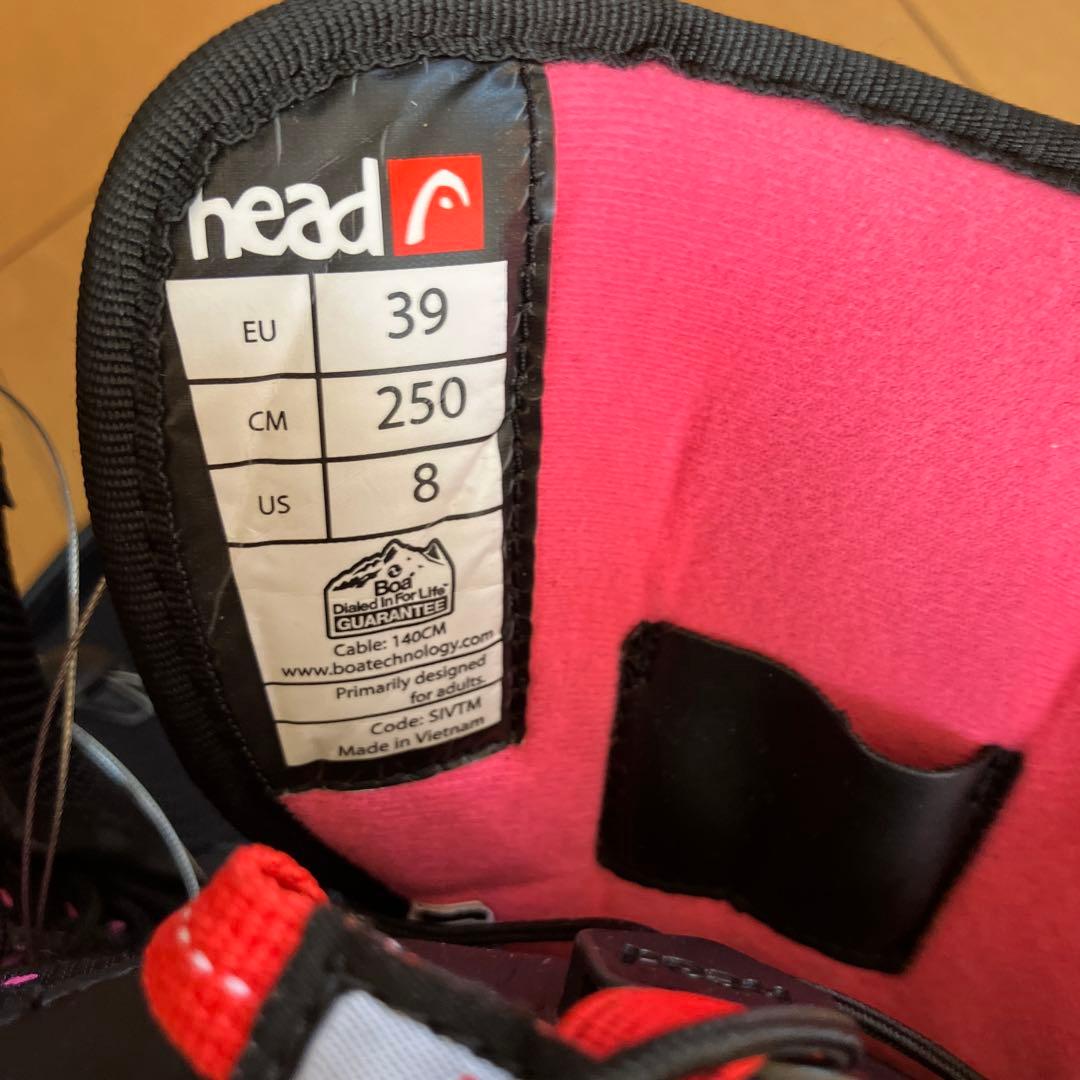 head
EU 39
CM 250
US 8
Boa
Dialed In For Life™
GUARANTEE
Cable: 140CM
www.boatechnology.com
Primarily designed
for adults.
Code: SIVTM
Made in Vietnam